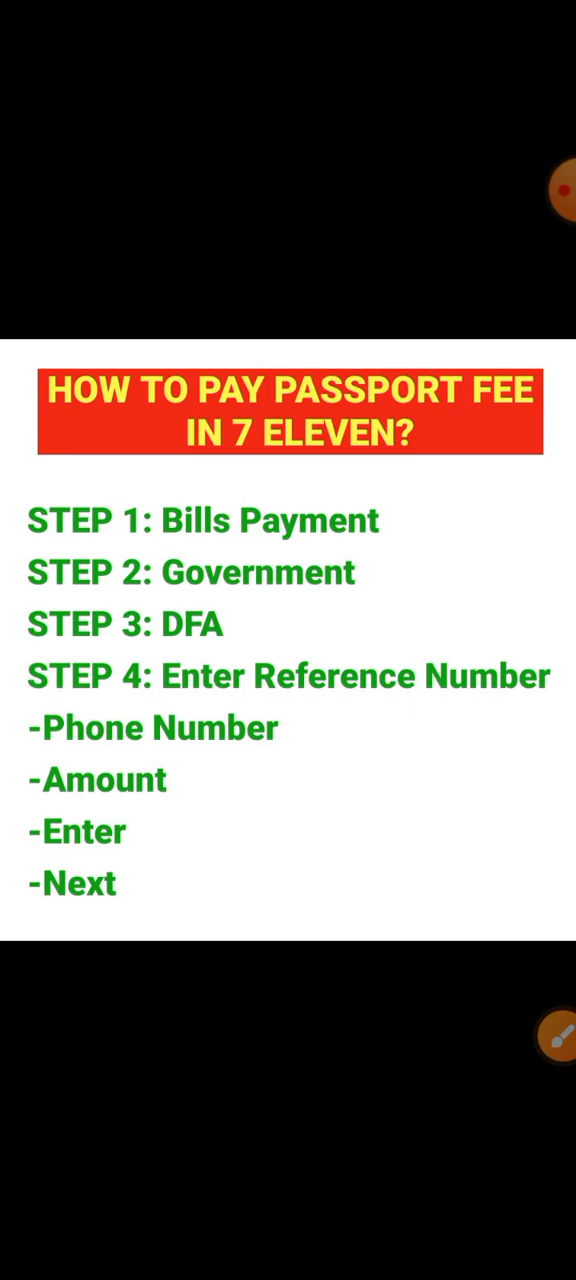 HOW TO PAY PASSPORT FEE
IN 7 ELEVEN?
STEP 1: Bills Payment
STEP 2: Government
STEP 3: DFA
STEP 4: Enter Reference Number
-Phone Number
-Amount
-Enter
-Next